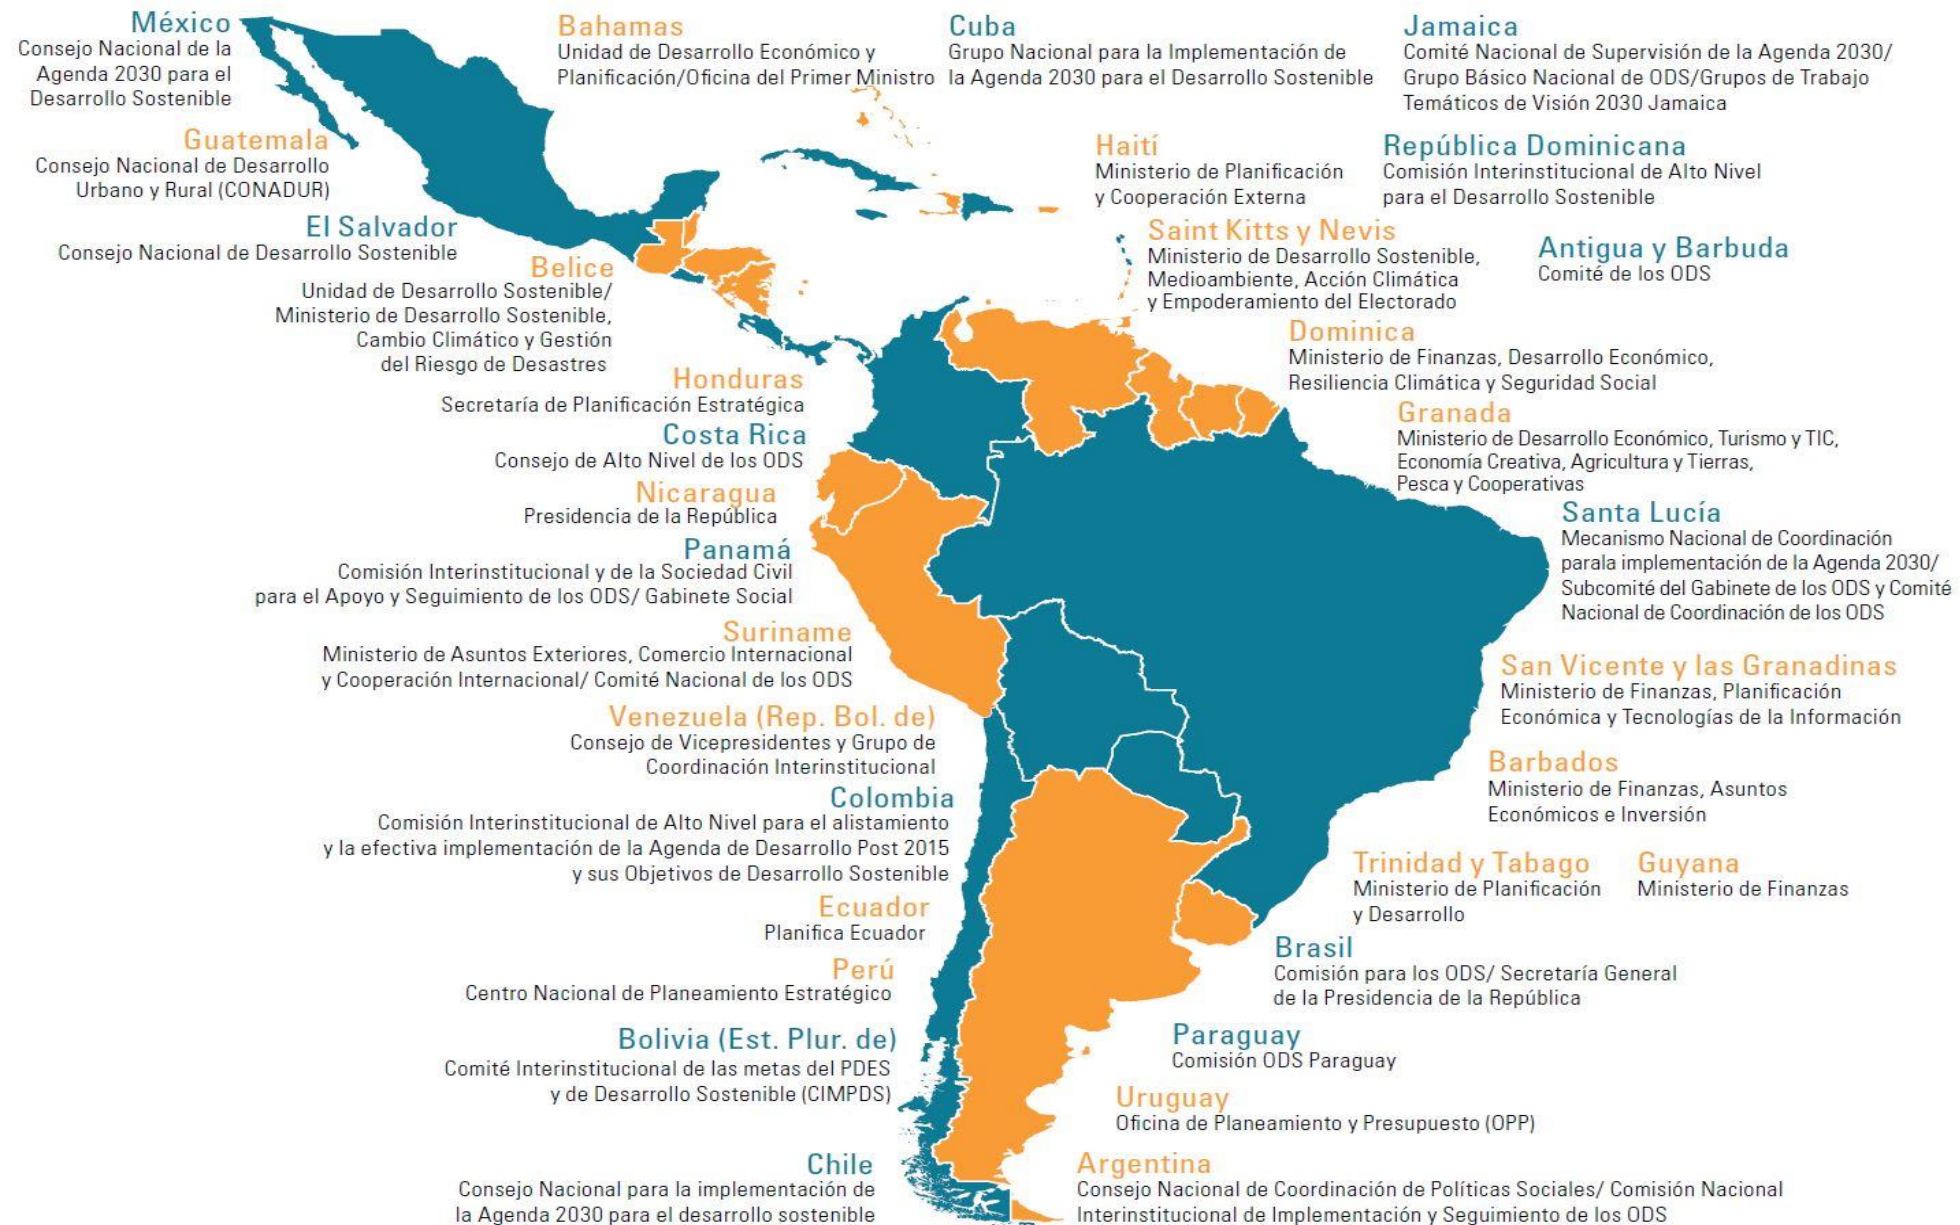 México
Consejo Nacional de la
Agenda 2030 para el
Desarrollo Sostenible
Bahamas
Unidad de Desarrollo Económico y
Planificación/Oficina del Primer Ministro
Cuba
Grupo Nacional para la Implementación de
la Agenda 2030 para el Desarrollo Sostenible
Jamaica
Comité Nacional de Supervisión de la Agenda 2030/
Grupo Básico Nacional de ODS/Grupos de Trabajo
Temáticos de Visión 2030 Jamaica
Guatemala
Consejo Nacional de Desarrollo
Urbano y Rural (CONADUR)
Haití
Ministerio de Planificación
y Cooperación Externa
República Dominicana
Comisión Interinstitucional de Alto Nivel
para el Desarrollo Sostenible
El Salvador
Consejo Nacional de Desarrollo Sostenible
Saint Kitts y Nevis
Ministerio de Desarrollo Sostenible,
Medioambiente, Acción Climática
y Empoderamiento del Electorado
Antigua y Barbuda
Comité de los ODS
Belice
Unidad de Desarrollo Sostenible/
Ministerio de Desarrollo Sostenible,
Cambio Climático y Gestión
del Riesgo de Desastres
Dominica
Ministerio de Finanzas, Desarrollo Económico,
Resiliencia Climática y Seguridad Social
Honduras
Secretaría de Planificación Estratégica
Granada
Ministerio de Desarrollo Económico, Turismo y TIC,
Economía Creativa, Agricultura y Tierras,
Pesca y Cooperativas
Costa Rica
Consejo de Alto Nivel de los ODS
Nicaragua
Presidencia de la República
Santa Lucía
Mecanismo Nacional de Coordinación
parala implementación de la Agenda 2030/
Subcomité del Gabinete de los ODS y Comité
Nacional de Coordinación de los ODS
Panamá
Comisión Interinstitucional y de la Sociedad Civil
para el Apoyo y Seguimiento de los ODS/ Gabinete Social
Suriname
Ministerio de Asuntos Exteriores, Comercio Internacional
y Cooperación Internacional/ Comité Nacional de los ODS
San Vicente y las Granadinas
Ministerio de Finanzas, Planificación
Económica y Tecnologías de la Información
Venezuela (Rep. Bol. de)
Consejo de Vicepresidentes y Grupo de
Coordinación Interinstitucional
Barbados
Ministerio de Finanzas, Asuntos
Económicos e Inversión
Colombia
Comisión Interinstitucional de Alto Nivel para el alistamiento
y la efectiva implementación de la Agenda de Desarrollo Post 2015
y sus Objetivos de Desarrollo Sostenible
Trinidad y Tabago
Ministerio de Planificación
y Desarrollo
Guyana
Ministerio de Finanzas
Ecuador
Planifica Ecuador
Brasil
Comisión para los ODS/ Secretaría General
de la Presidencia de la República
Perú
Centro Nacional de Planeamiento Estratégico
Bolivia (Est. Plur. de)
Comité Interinstitucional de las metas del PDES
y de Desarrollo Sostenible (CIMPDS)
Paraguay
Comisión ODS Paraguay
Uruguay
Oficina de Planeamiento y Presupuesto (OPP)
Chile
Consejo Nacional para la implementación de
la Agenda 2030 para el desarrollo sostenible
Argentina
Consejo Nacional de Coordinación de Políticas Sociales/ Comisión Nacional
Interinstitucional de Implementación y Seguimiento de los ODS